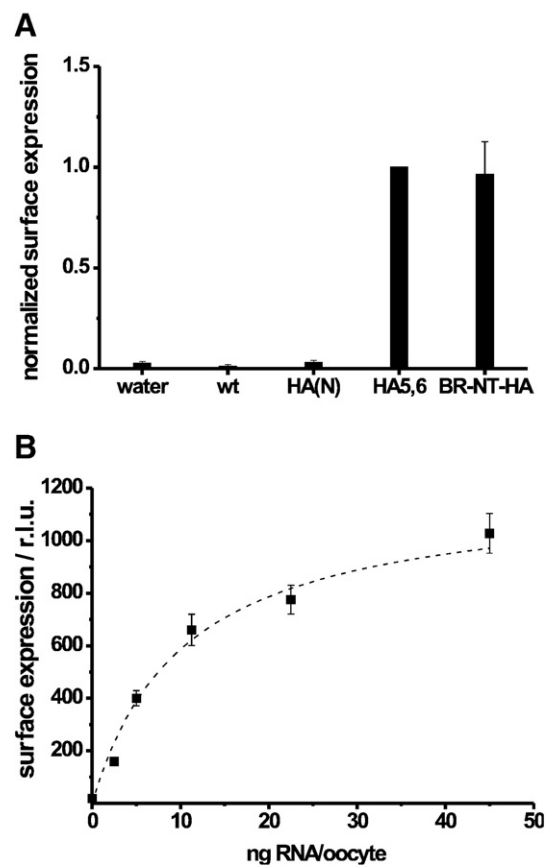 A
normalized surface expression
1.5
1.0
0.5
0.0
water wt HA(N) HA5,6 BR-NT-HA
B
surface expression / r.l.u.
1200
1000
800
600
400
200
0 10 20 30 40 50
ng RNA/oocyte